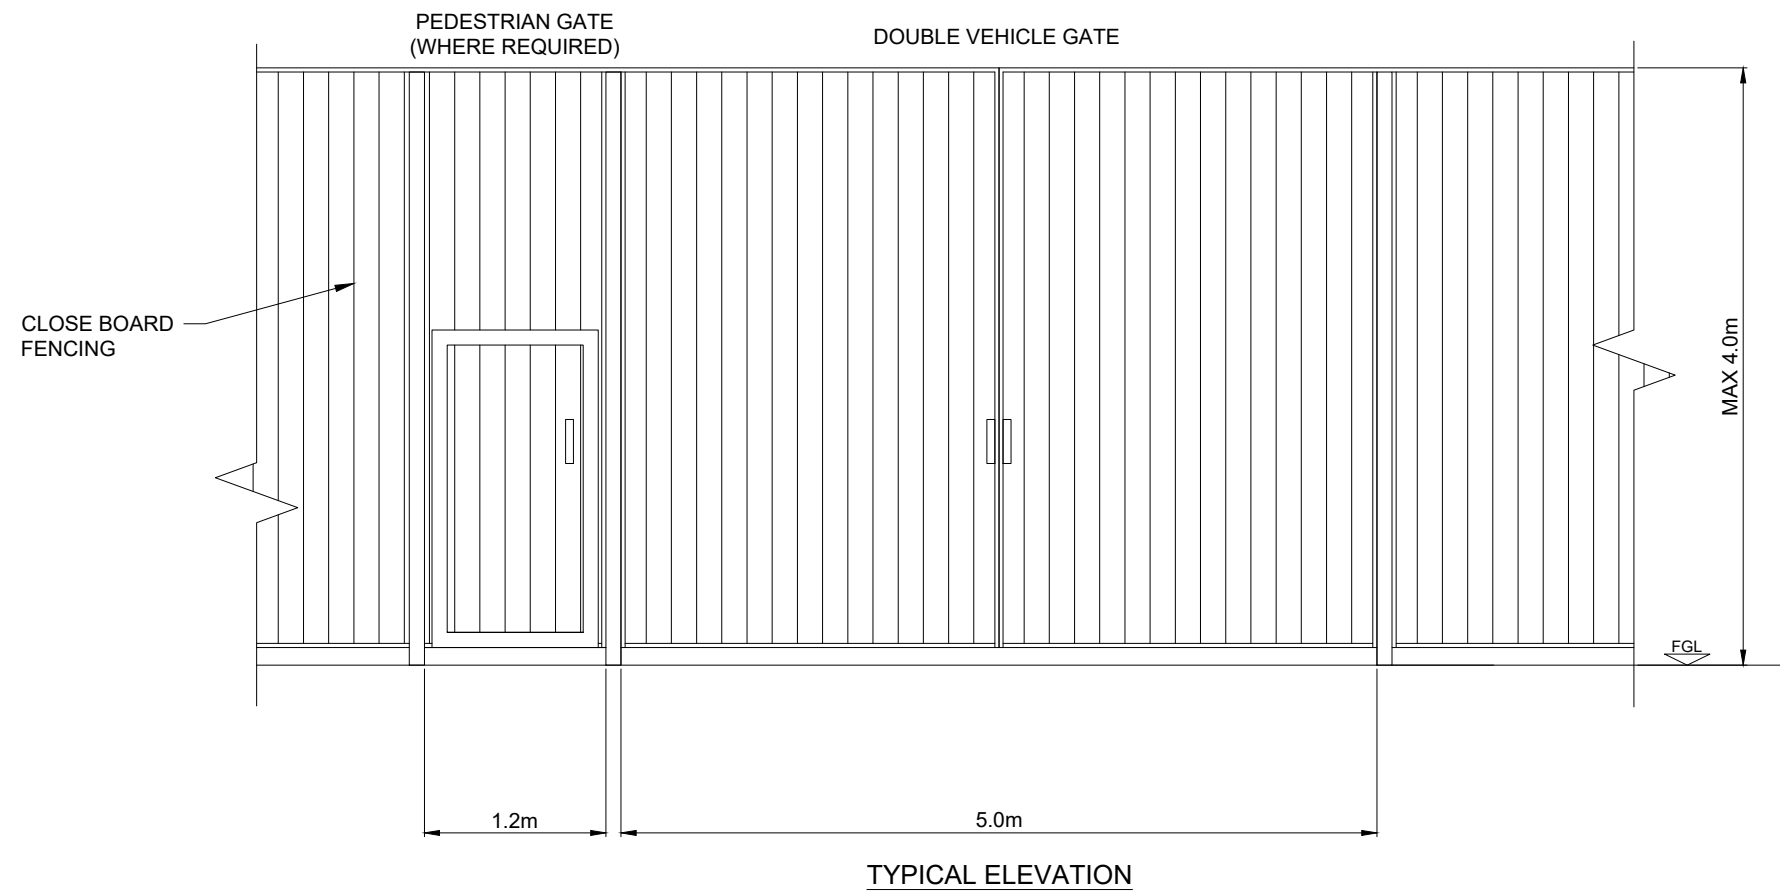 PEDESTRIAN GATE
(WHERE REQUIRED)
DOUBLE VEHICLE GATE
CLOSE BOARD
FENCING
MAX 4.0m
FGL
1.2m
5.0m
TYPICAL ELEVATION